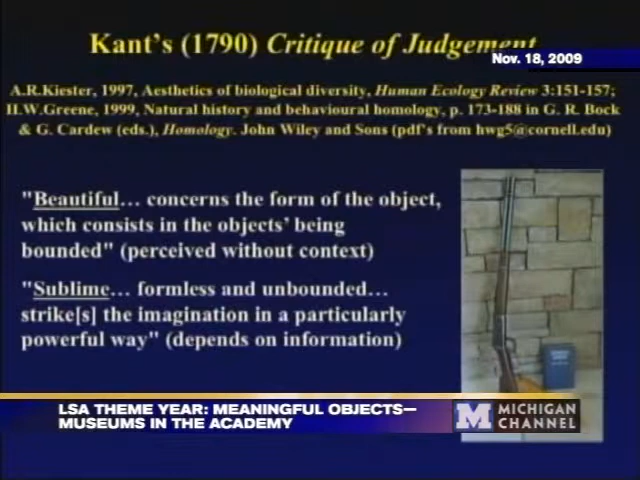 Kant's (1790) Critique of Judgement
Nov. 18, 2009
A.R.Kiester, 1997, Aesthetics of biological diversity, Human Ecology Review 3:151-157;
H.W.Greene, 1999, Natural history and behavioural homology, p. 173-188 in G. R. Bock
& G. Cardew (eds.), Homology. John Wiley and Sons (pdf's from hwg5@cornell.edu)
"Beautiful... concerns the form of the object,
which consists in the objects' being
bounded" (perceived without context)
"Sublime... formless and unbounded...
strike[s] the imagination in a particularly
powerful way" (depends on information)
LSA THEME YEAR: MEANINGFUL OBJECTS—
MUSEUMS IN THE ACADEMY
M MICHIGAN
CHANNEL